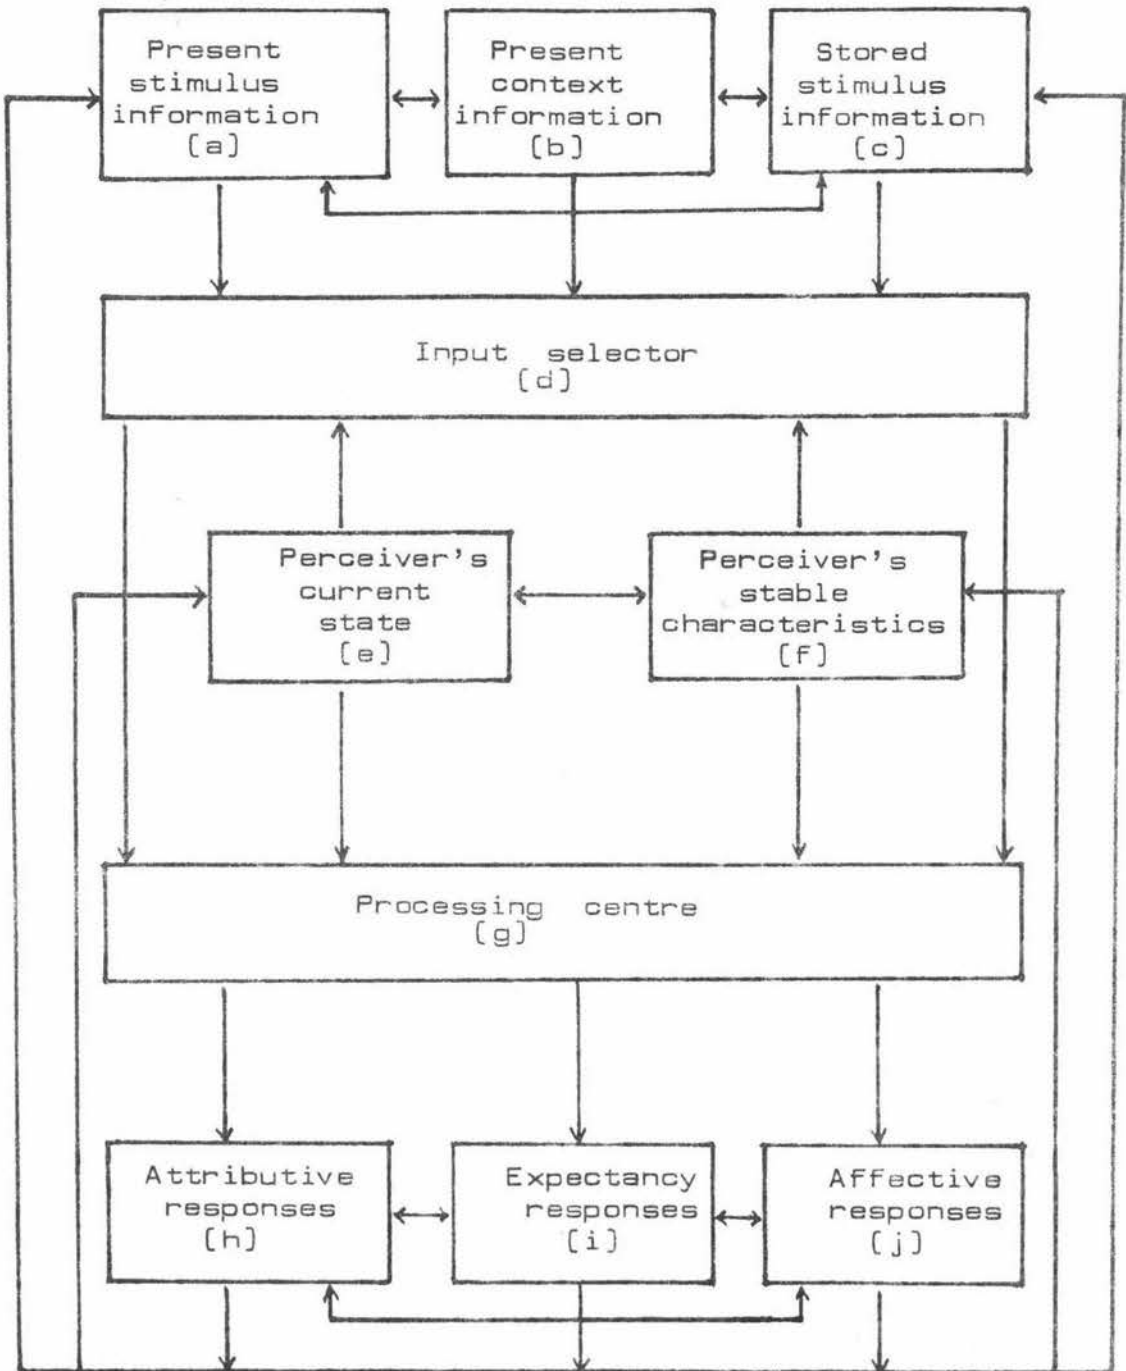 Present
stimulus
information
(a)
Present
context
information
(b)
Stored
stimulus
information
(c)
Input selector
(d)
Perceiver's
current
state
(e)
Perceiver's
stable
characteristics
(f)
Processing centre
(g)
Attributive
responses
(h)
Expectancy
responses
(i)
Affective
responses
(j)